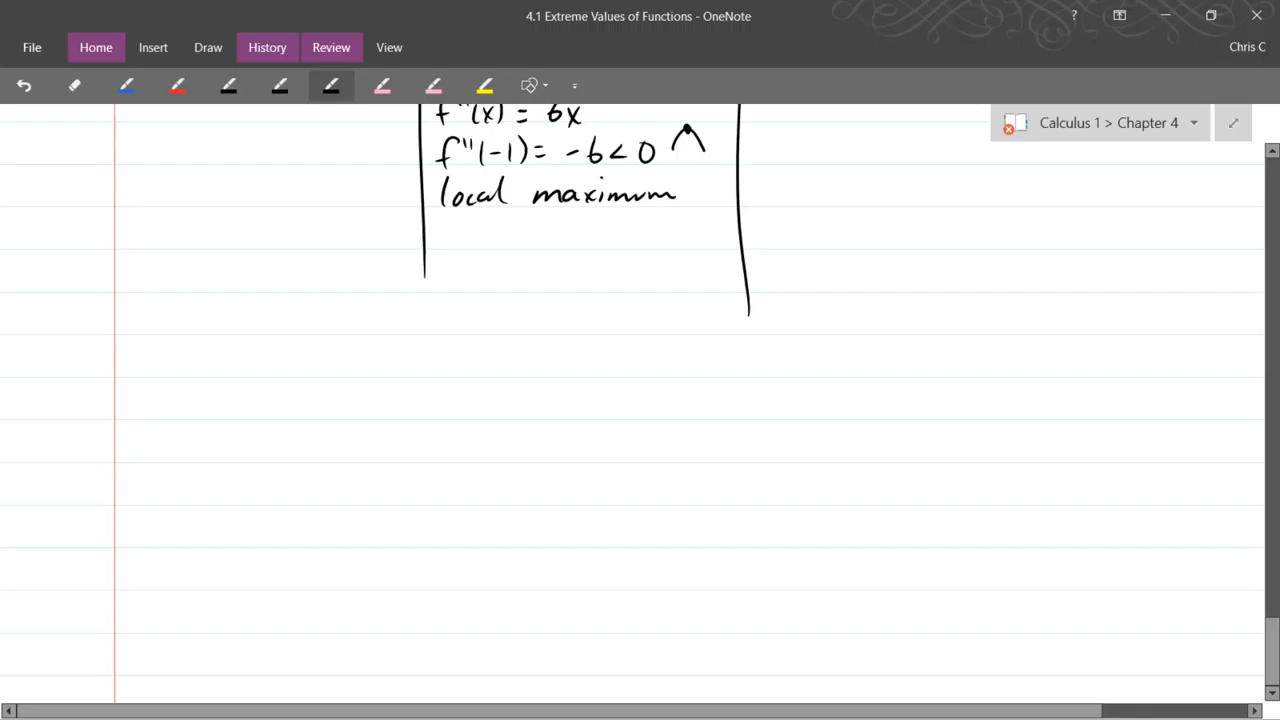 4.1 Extreme Values of Functions - OneNote
?
File
Home
Insert
Draw
History
Review
View
Chris C
Calculus 1 > Chapter 4
f''(x) = 6x
f''(-1) = -6 < 0
local maximum